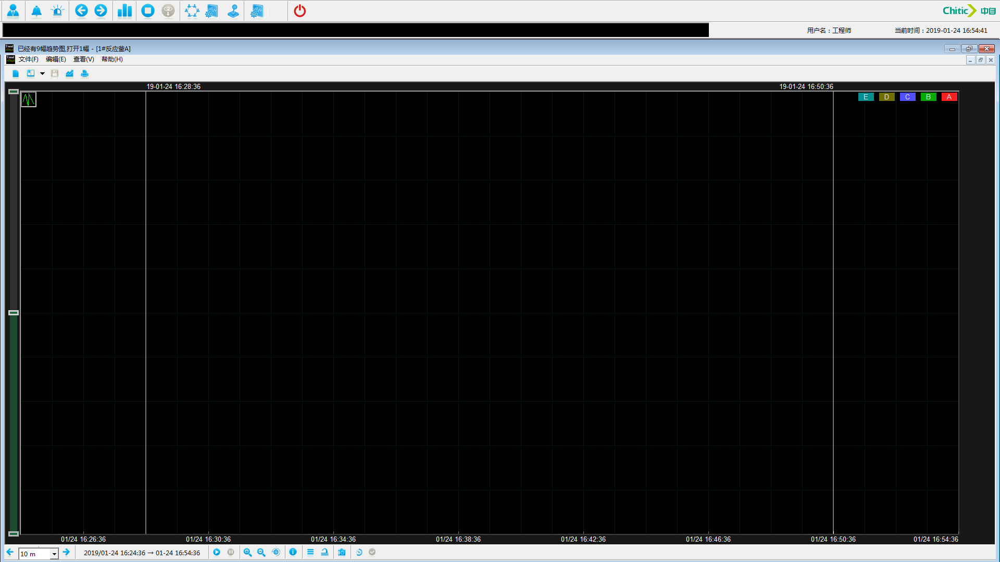 Chitic 中自
用户名：工程师
当前时间：2019-01-24 16:54:41
已经有9幅趋势图,打开1幅 - [1#反应釜A]
文件(F) 编辑(E) 查看(V) 帮助(H)
19-01-24 16:28:36
19-01-24 16:50:36
E D C B A
01/24 16:26:36
01/24 16:30:36
01/24 16:34:36
01/24 16:38:36
01/24 16:42:36
01/24 16:46:36
01/24 16:50:36
01/24 16:54:36
10 m
2019/01-24 16:24:36 → 01-24 16:54:36